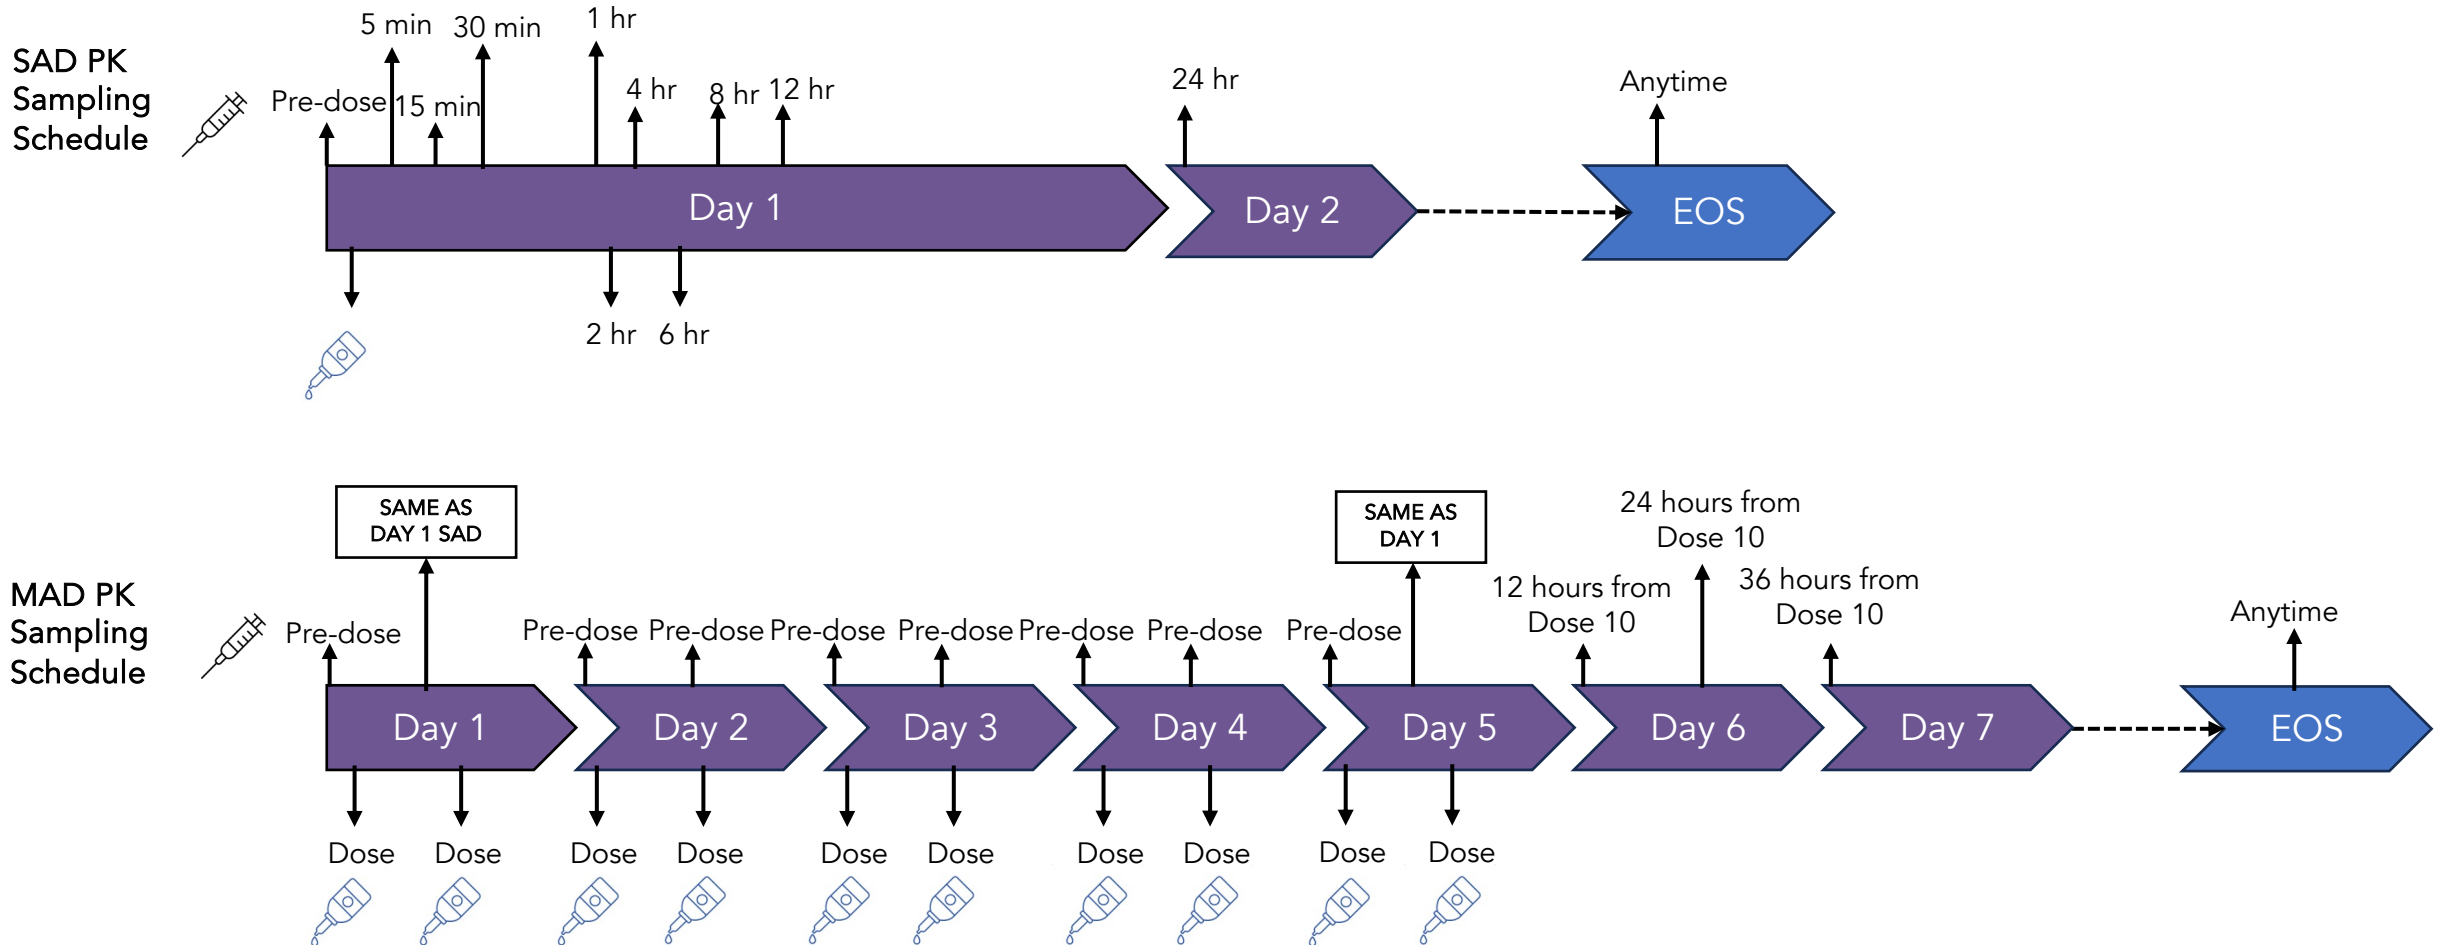 SAD PK
Sampling
Schedule
Pre-dose
5 min
15 min
30 min
1 hr
4 hr
8 hr
12 hr
24 hr
Anytime
Day 1
Day 2
EOS
2 hr
6 hr
MAD PK
Sampling
Schedule
SAME AS
DAY 1 SAD
SAME AS
DAY 1
24 hours from
Dose 10
12 hours from
Dose 10
36 hours from
Dose 10
Anytime
Pre-dose
Pre-dose
Pre-dose
Pre-dose
Pre-dose
Pre-dose
Pre-dose
Pre-dose
Day 1
Day 2
Day 3
Day 4
Day 5
Day 6
Day 7
EOS
Dose
Dose
Dose
Dose
Dose
Dose
Dose
Dose
Dose
Dose